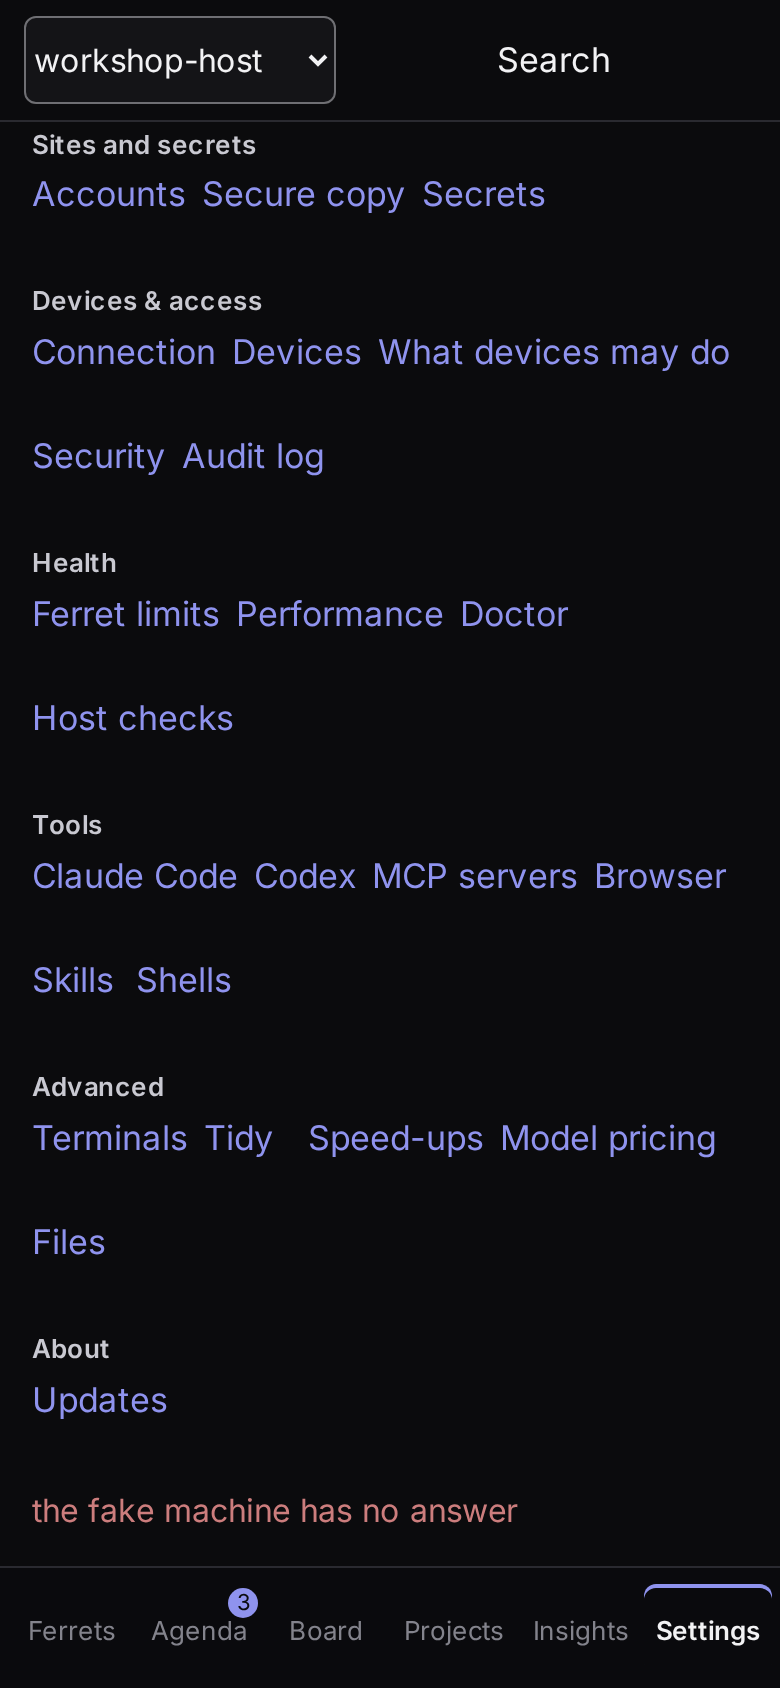 workshop-host
Search
Sites and secrets
Accounts Secure copy Secrets
Devices & access
Connection Devices What devices may do
Security Audit log
Health
Ferret limits Performance Doctor
Host checks
Tools
Claude Code Codex MCP servers Browser
Skills Shells
Advanced
Terminals Tidy Speed-ups Model pricing
Files
About
Updates
the fake machine has no answer
3
Ferrets Agenda Board Projects Insights Settings